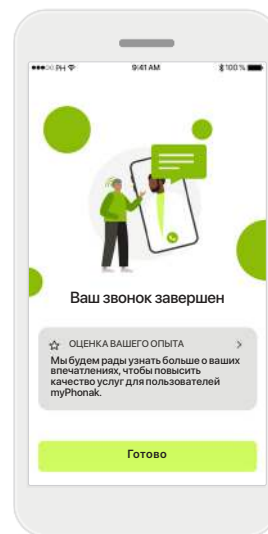 PH 9:41 AM 100 %
Ваш звонок завершен
ОЦЕНКА ВАШЕГО ОПЫТА
Мы будем рады узнать больше о ваших
впечатлениях, чтобы повысить
качество услуг для пользователей
myPhonak.
Готово